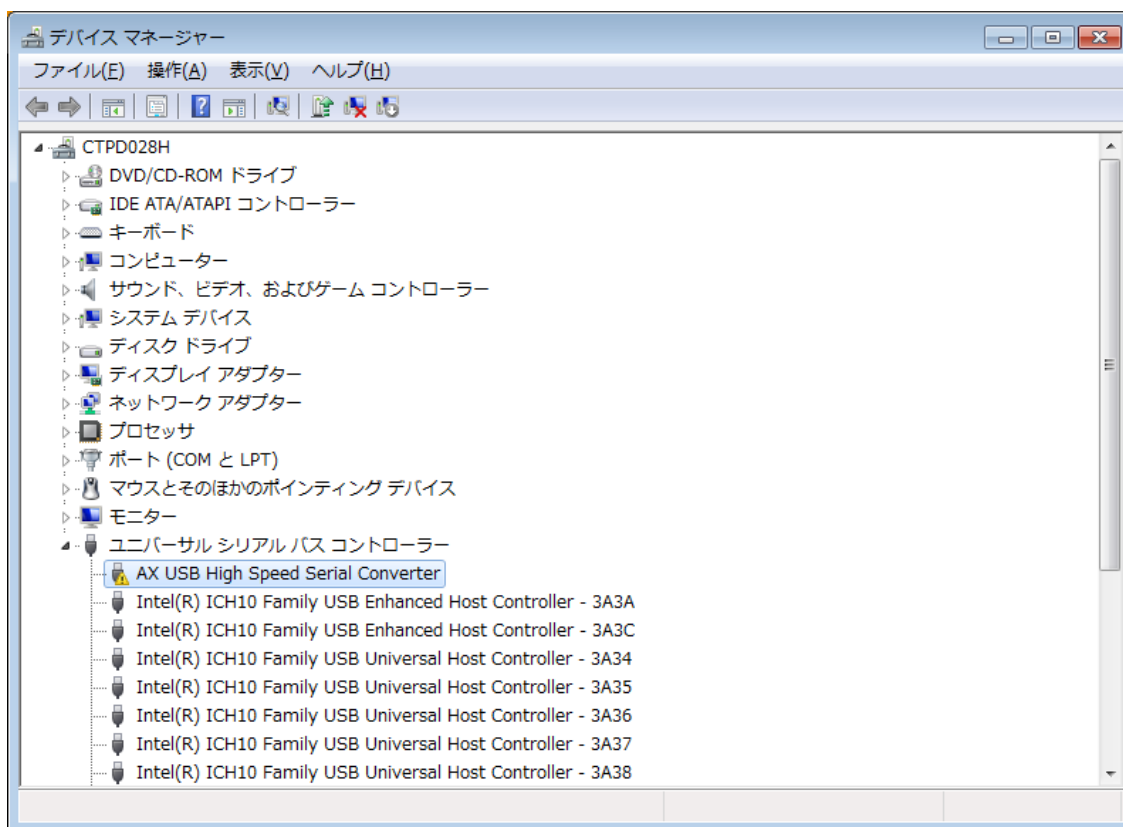 デバイス マネージャー
ファイル(F) 操作(A) 表示(V) ヘルプ(H)
CTPD028H
DVD/CD-ROM ドライブ
IDE ATA/ATAPI コントローラー
キーボード
コンピューター
サウンド、ビデオ、およびゲーム コントローラー
システム デバイス
ディスク ドライブ
ディスプレイ アダプター
ネットワーク アダプター
プロセッサ
ポート (COM と LPT)
マウスとそのほかのポインティング デバイス
モニター
ユニバーサル シリアル バス コントローラー
AX USB High Speed Serial Converter
Intel(R) ICH10 Family USB Enhanced Host Controller - 3A3A
Intel(R) ICH10 Family USB Enhanced Host Controller - 3A3C
Intel(R) ICH10 Family USB Universal Host Controller - 3A34
Intel(R) ICH10 Family USB Universal Host Controller - 3A35
Intel(R) ICH10 Family USB Universal Host Controller - 3A36
Intel(R) ICH10 Family USB Universal Host Controller - 3A37
Intel(R) ICH10 Family USB Universal Host Controller - 3A38